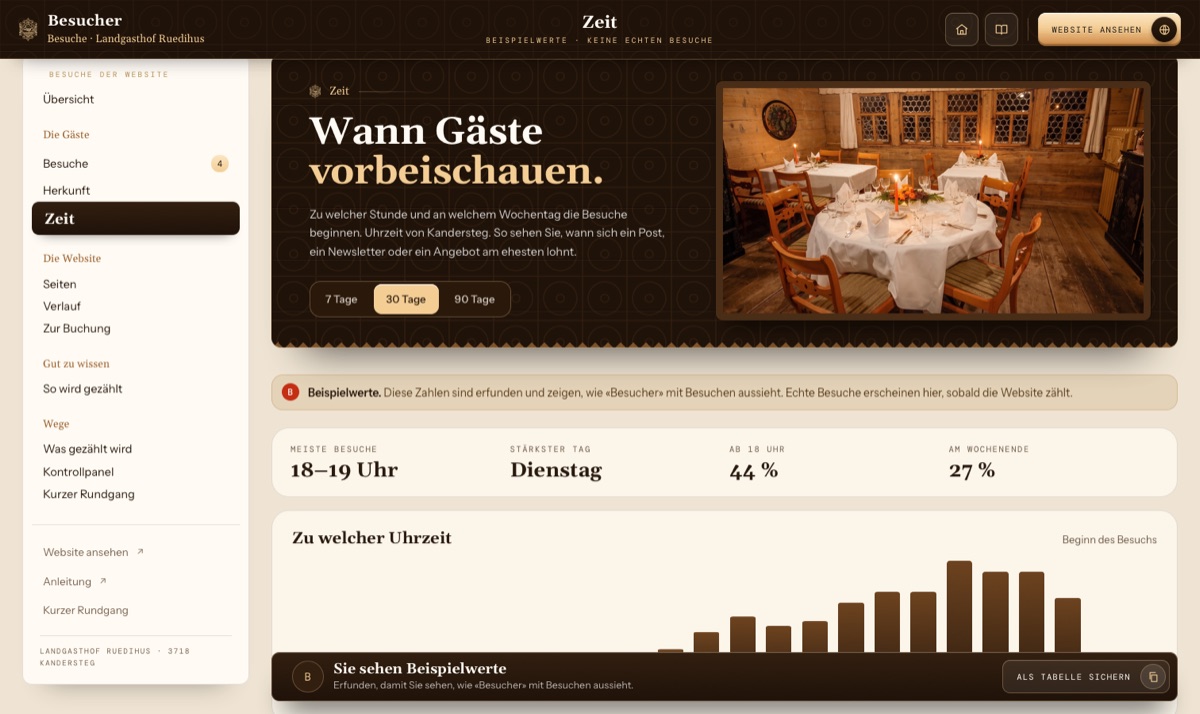 Besucher
Besuche · Landgasthof Ruedihus
Zeit
BEISPIELWERTE · KEINE ECHTEN BESUCHE
WEBSITE ANSEHEN
BESUCHE DER WEBSITE
Übersicht
Die Gäste
Besuche 4
Herkunft
Zeit
Die Website
Seiten
Verlauf
Zur Buchung
Gut zu wissen
So wird gezählt
Wege
Was gezählt wird
Kontrollpanel
Kurzer Rundgang
Website ansehen ↗
Anleitung ↗
Kurzer Rundgang
LANDGASTHOF RUEDIHUS · 3718
KANDERSTEG
Zeit
Wann Gäste
vorbeischauen.
Zu welcher Stunde und an welchem Wochentag die Besuche
beginnen. Uhrzeit von Kandersteg. So sehen Sie, wann sich ein Post,
ein Newsletter oder ein Angebot am ehesten lohnt.
7 Tage 30 Tage 90 Tage
B Beispielwerte. Diese Zahlen sind erfunden und zeigen, wie «Besucher» mit Besuchen aussieht. Echte Besuche erscheinen hier, sobald die Website zählt.
MEISTE BESUCHE
18–19 Uhr
STÄRKSTER TAG
Dienstag
AB 18 UHR
44 %
AM WOCHENENDE
27 %
Zu welcher Uhrzeit
Beginn des Besuchs
B
Sie sehen Beispielwerte
Erfunden, damit Sie sehen, wie «Besucher» mit Besuchen aussieht.
ALS TABELLE SICHERN